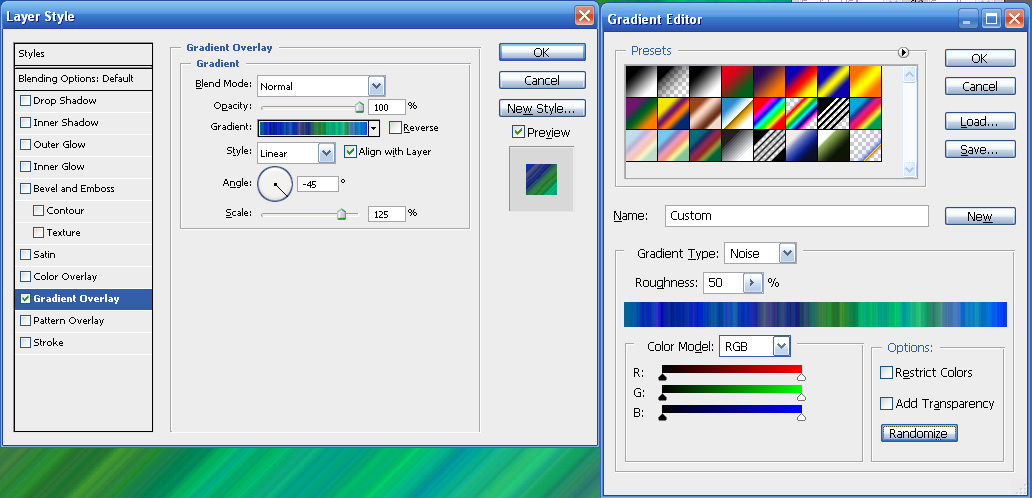 Layer Style
Styles
Blending Options: Default
Drop Shadow
Inner Shadow
Outer Glow
Inner Glow
Bevel and Emboss
Contour
Texture
Satin
Color Overlay
Gradient Overlay
Pattern Overlay
Stroke
Gradient Overlay
Gradient
Blend Mode: Normal
Opacity: 100 %
Gradient: Reverse
Style: Linear Align with Layer
Angle: -45 °
Scale: 125 %
OK
Cancel
New Style...
Preview
Gradient Editor
Presets
OK
Cancel
Load...
Save...
Name: Custom
New
Gradient Type: Noise
Roughness: 50 %
Color Model: RGB
R:
G:
B:
Options:
Restrict Colors
Add Transparency
Randomize